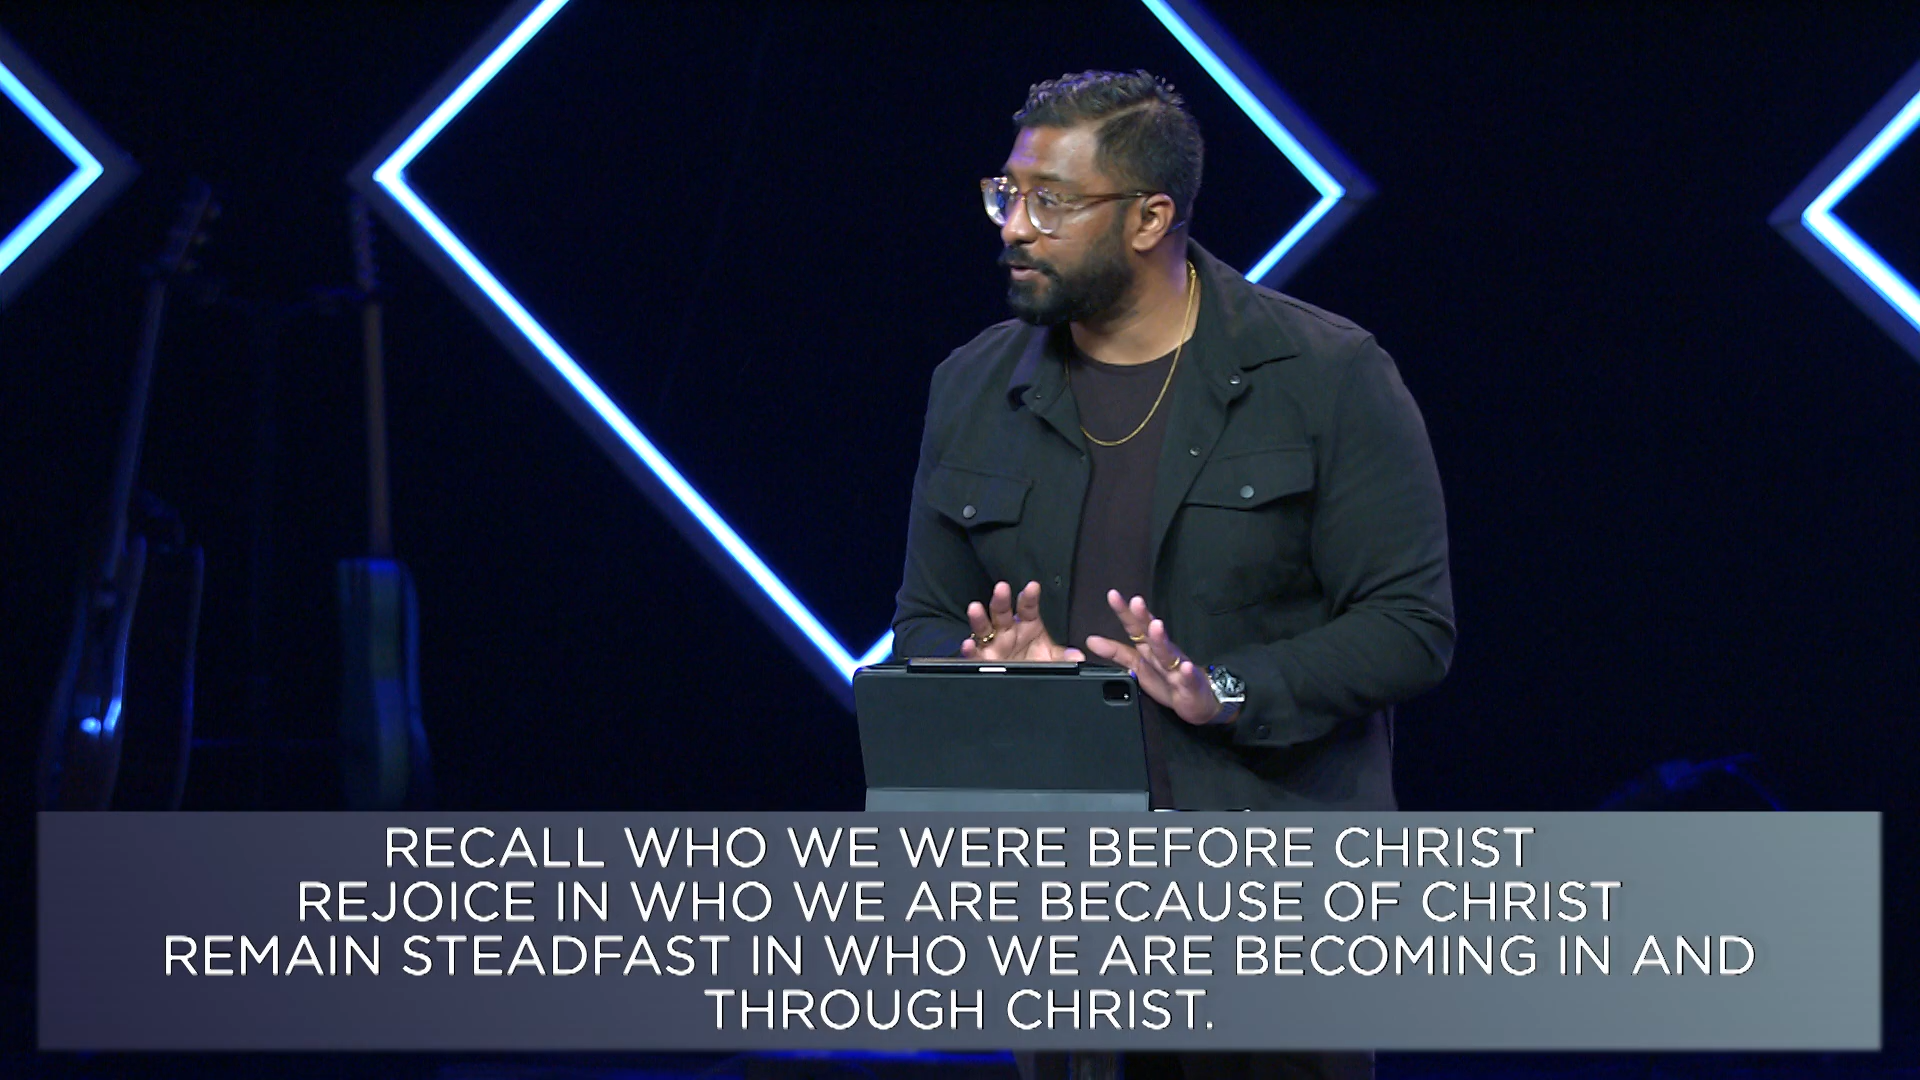 RECALL WHO WE WERE BEFORE CHRIST
REJOICE IN WHO WE ARE BECAUSE OF CHRIST
REMAIN STEADFAST IN WHO WE ARE BECOMING IN AND
THROUGH CHRIST.